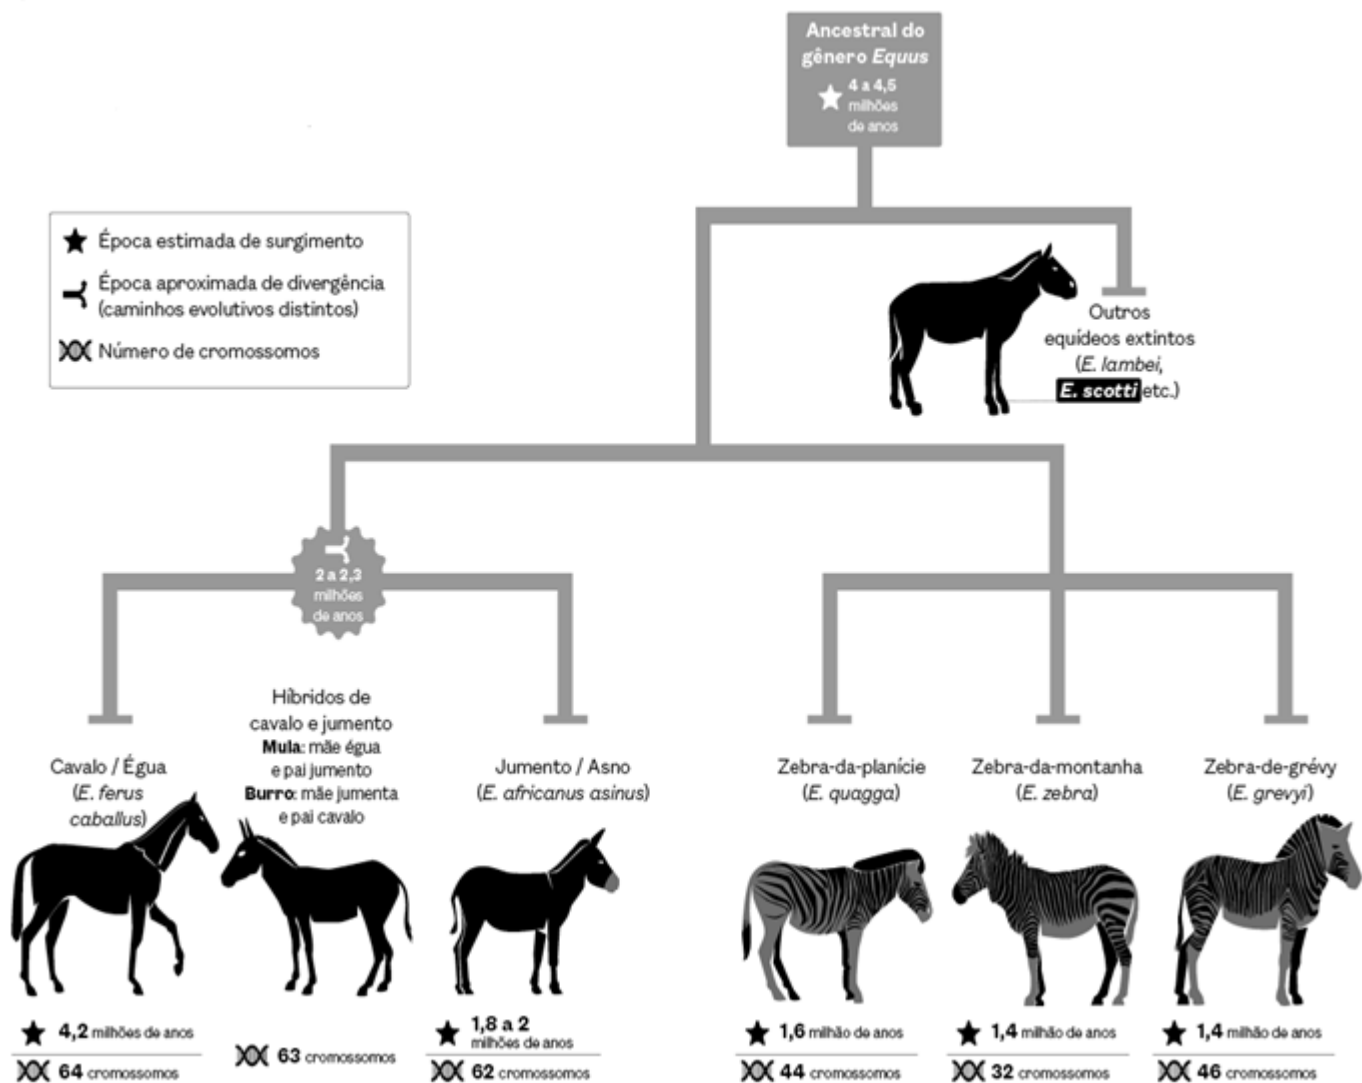 Ancestral do
gênero Equus
4 a 4,5
milhões
de anos
Época estimada de surgimento
Época aproximada de divergência
(caminhos evolutivos distintos)
Número de cromossomos
Outros
equídeos extintos
(E. lambei,
E. scotti etc.)
2 a 2,3
milhões
de anos
Cavalo / Égua
(E. ferus
caballus)
4,2 milhões de anos
64 cromossomos
Híbridos de
cavalo e jumento
Mula: mãe égua
e pai jumento
Burro: mãe jumenta
e pai cavalo
63 cromossomos
Jumento / Asno
(E. africanus asinus)
1,8 a 2
milhões de anos
62 cromossomos
Zebra-da-planície
(E. quagga)
1,6 milhão de anos
44 cromossomos
Zebra-da-montanha
(E. zebra)
1,4 milhão de anos
32 cromossomos
Zebra-de-grévy
(E. grevyi)
1,4 milhão de anos
46 cromossomos